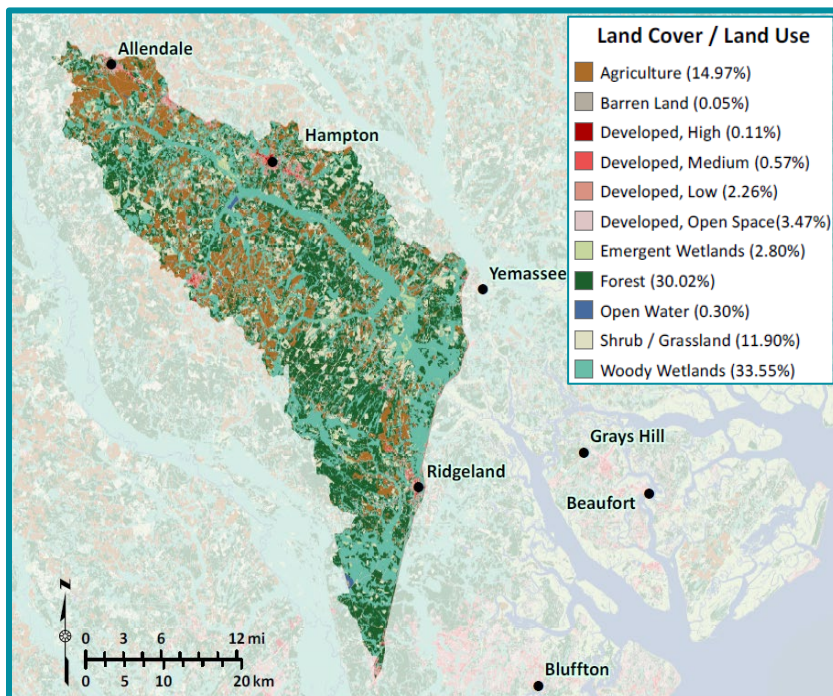 Land Cover / Land Use
Agriculture (14.97%)
Barren Land (0.05%)
Developed, High (0.11%)
Developed, Medium (0.57%)
Developed, Low (2.26%)
Developed, Open Space(3.47%)
Emergent Wetlands (2.80%)
Forest (30.02%)
Open Water (0.30%)
Shrub / Grassland (11.90%)
Woody Wetlands (33.55%)
Allendale
Hampton
Yemassee
Grays Hill
Ridgeland
Beaufort
N
0 3 6 12 mi
0 5 10 20 km
Bluffton